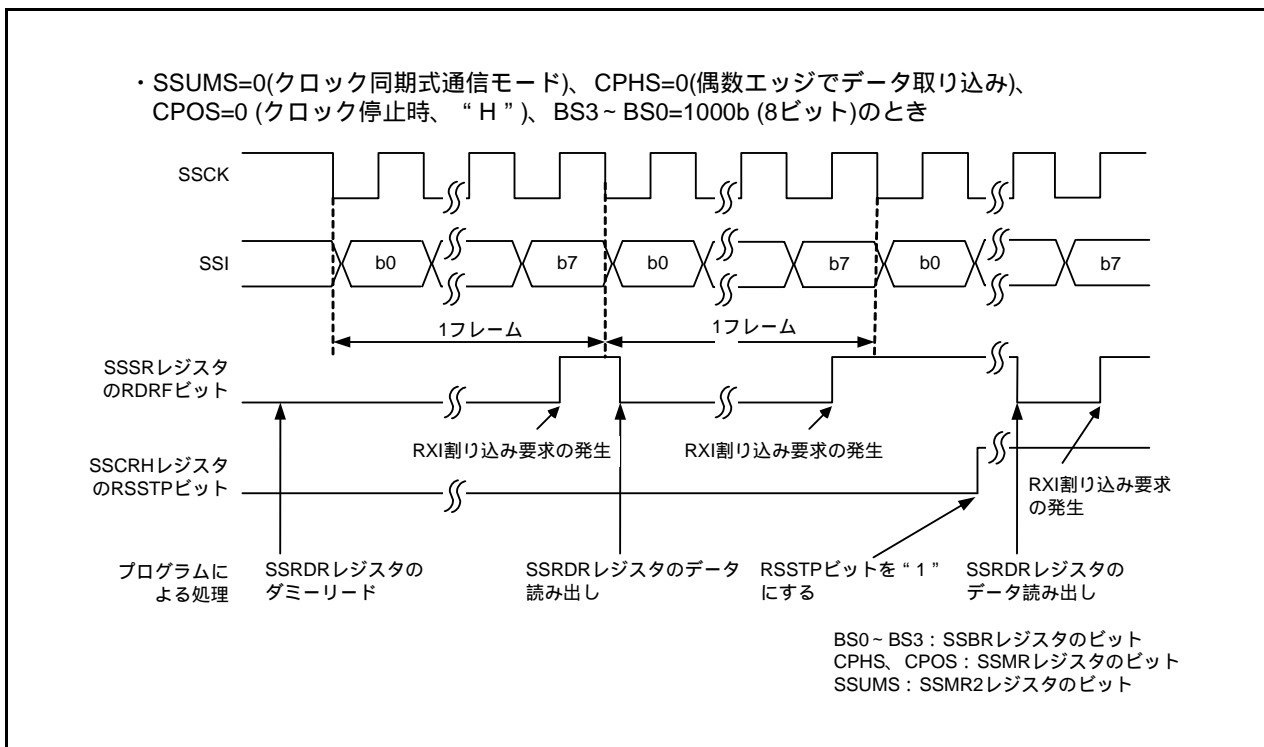 ・SSUMS=0(クロック同期式通信モード)、CPHS=0(偶数エッジでデータ取り込み)、
CPOS=0 (クロック停止時、 “ H ” )、BS3 ~ BS0=1000b (8ビット)のとき
SSCK
SSI
b0
b7
b0
b7
b0
b7
1フレーム
1フレーム
SSSRレジスタ
のRDRFビット
RXI割り込み要求の発生
RXI割り込み要求の発生
RXI割り込み要求
の発生
SSCRHレジスタ
のRSSTPビット
プログラムに
よる処理
SSRDRレジスタの
ダミーリード
SSRDRレジスタのデータ
読み出し
RSSTPビットを “ 1 ”
にする
SSRDRレジスタの
データ読み出し
BS0 ~ BS3 : SSBRレジスタのビット
CPHS、CPOS : SSMRレジスタのビット
SSUMS : SSMR2レジスタのビット